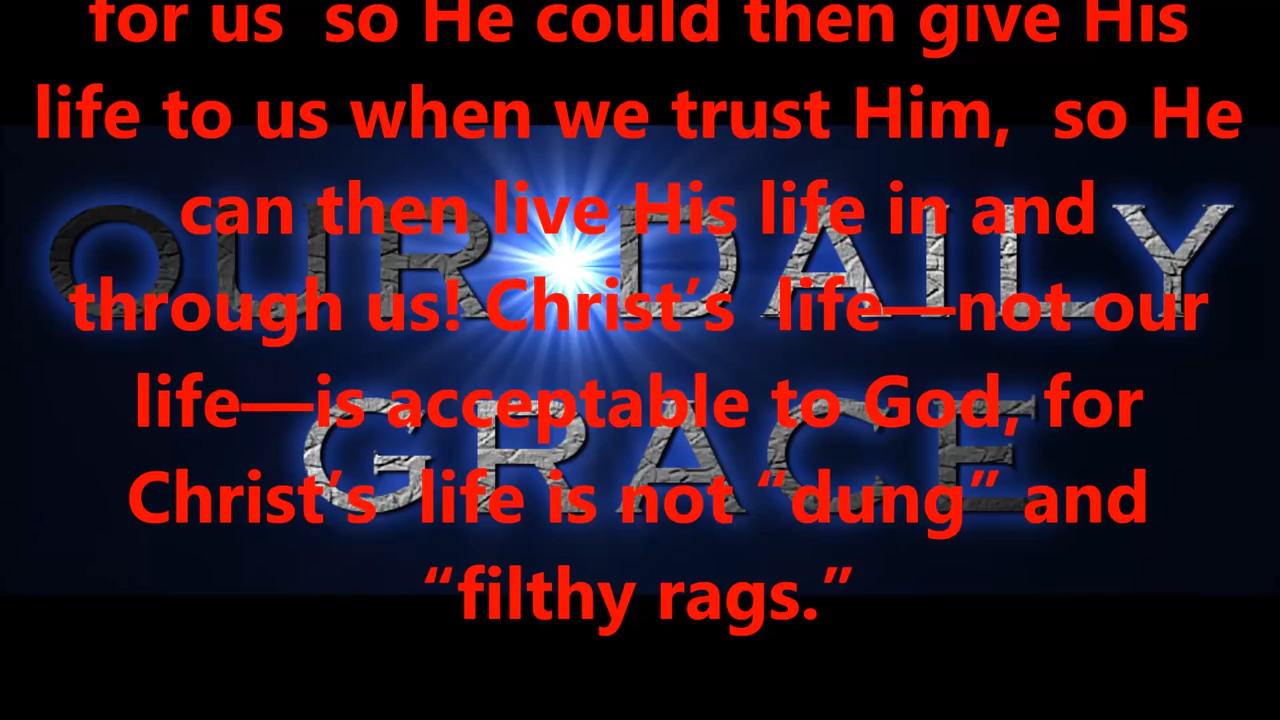 for us so He could then give His
life to us when we trust Him, so He
can then live His life in and
OUR DAILY
through us! Christ’s life—not our
life—is acceptable to God, for
GRACE
Christ’s life is not “dung” and
“filthy rags.”